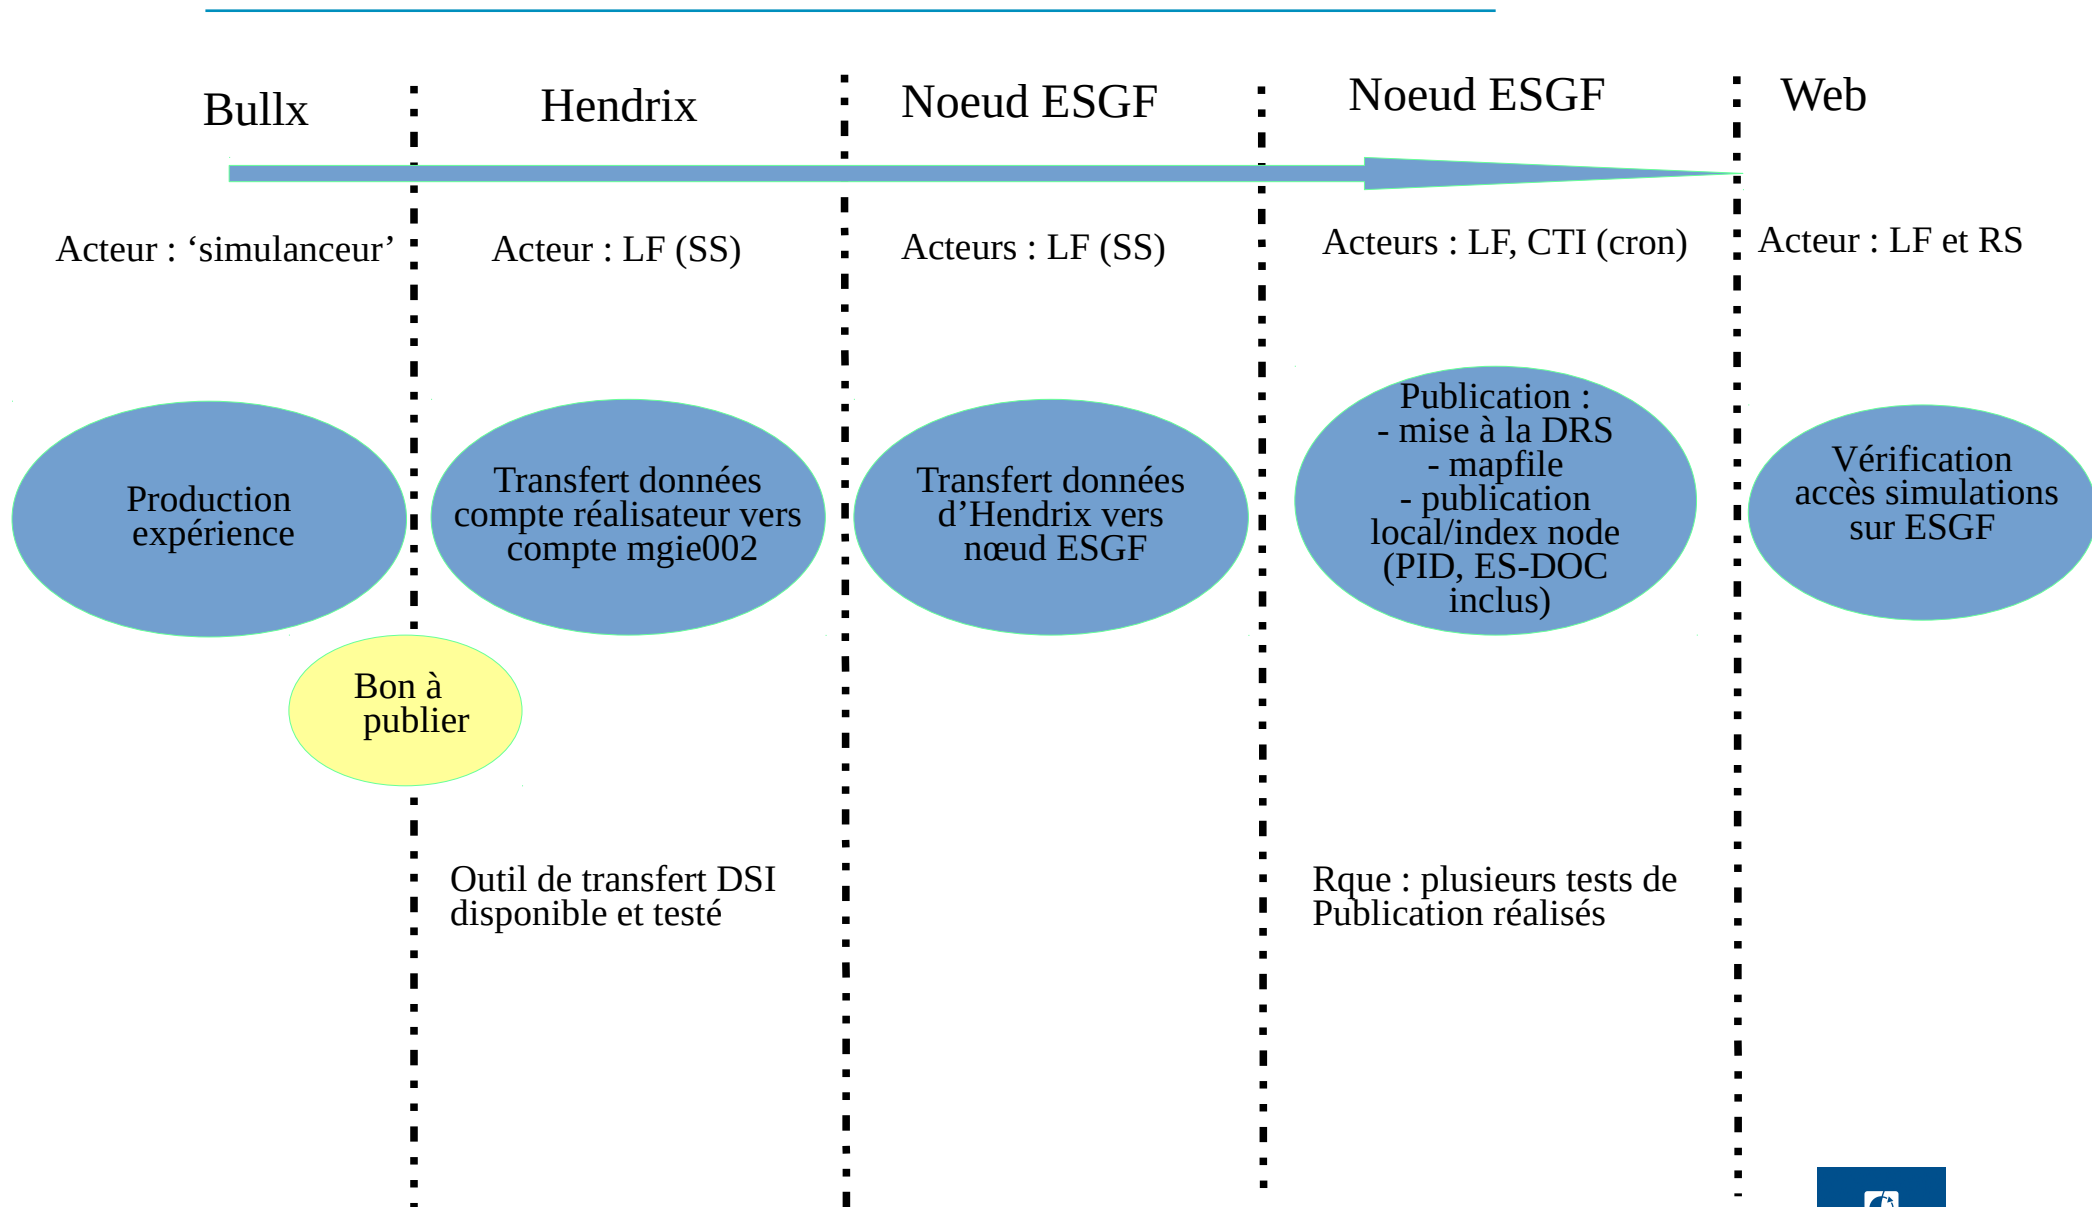 Bullx
Hendrix
Noeud ESGF
Noeud ESGF
Web
Acteur : ‘simulanceur’
Acteur : LF (SS)
Acteurs : LF (SS)
Acteurs : LF, CTI (cron)
Acteur : LF et RS
Production
expérience
Transfert données
compte réalisateur vers
compte mgie002
Transfert données
d’Hendrix vers
nœud ESGF
Publication :
- mise à la DRS
- mapfile
- publication
local/index node
(PID, ES-DOC
inclus)
Vérification
accès simulations
sur ESGF
Bon à
publier
Outil de transfert DSI
disponible et testé
Rque : plusieurs tests de
Publication réalisés